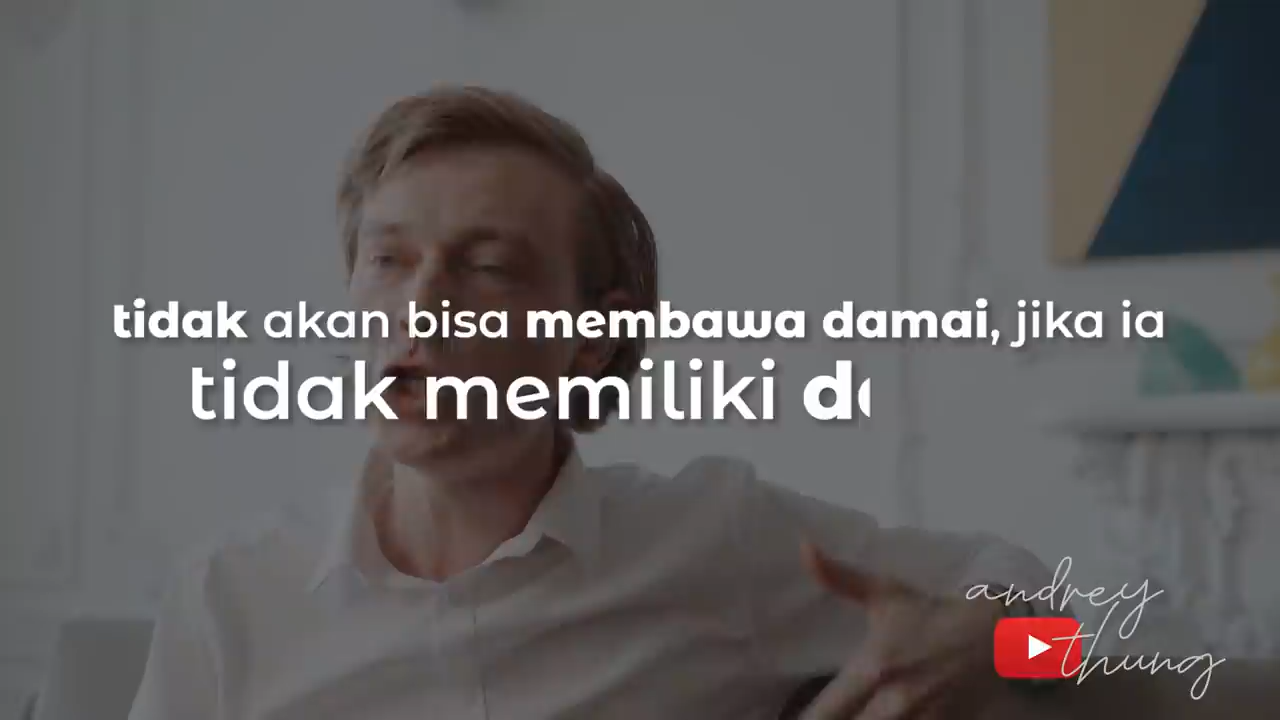 tidak akan bisa membawa damai, jika ia
tidak memiliki
andrey
thung